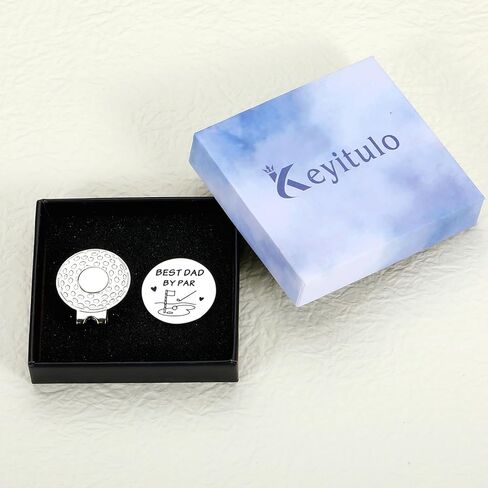 Keyitulo
BEST DAD
BY PAR